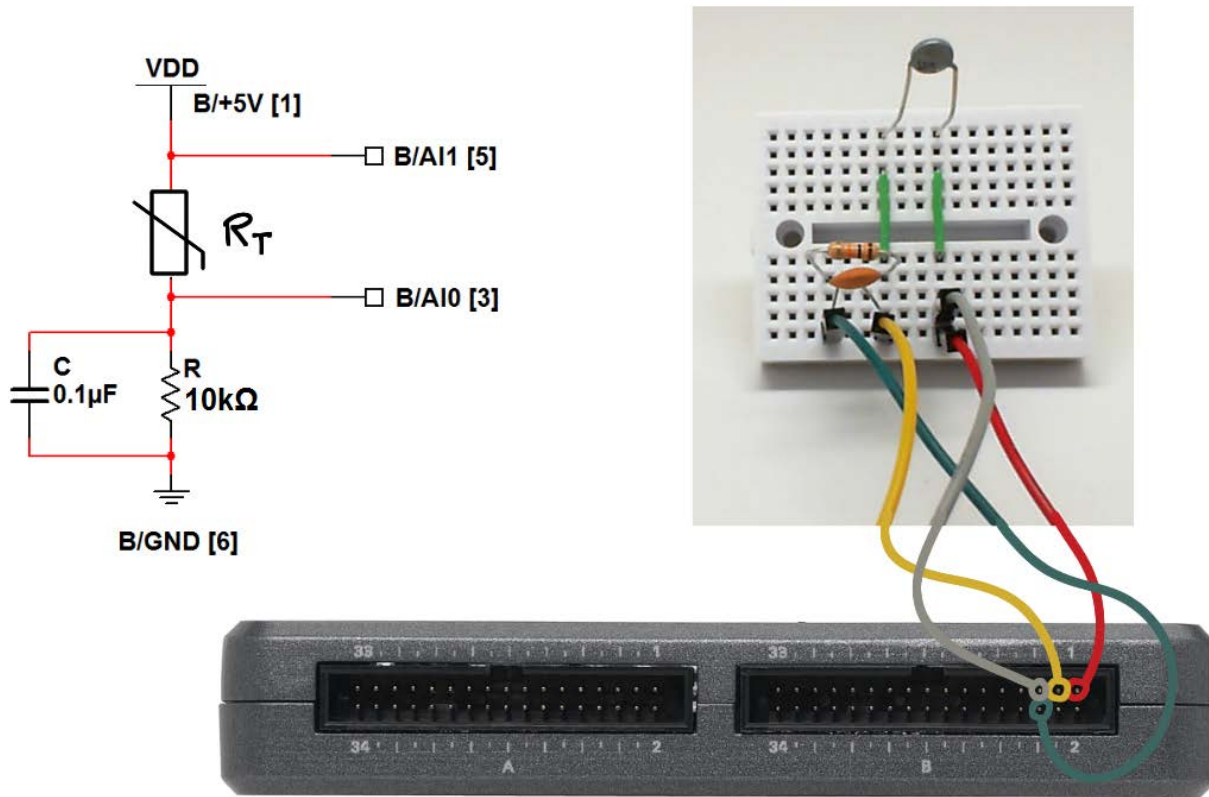 VDD
B/+5V [1]
B/AI1 [5]
RT
B/AI0 [3]
C
0.1µF
R
10kΩ
B/GND [6]
33
1
33
1
34
2
34
2
A
B